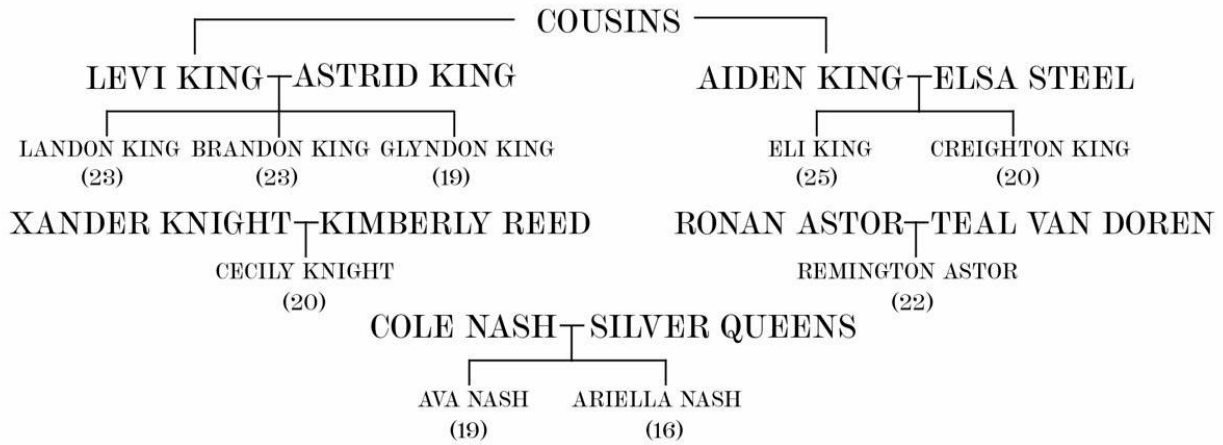 COUSINS
LEVI KING ASTRID KING AIDEN KING ELSA STEEL
LANDON KING BRANDON KING GLYNDON KING ELI KING CREIGHTON KING
(23) (23) (19) (25) (20)
XANDER KNIGHT KIMBERLY REED RONAN ASTOR TEAL VAN DOREN
CECILY KNIGHT REMINGTON ASTOR
(20) (22)
COLE NASH SILVER QUEENS
AVA NASH ARIELLA NASH
(19) (16)